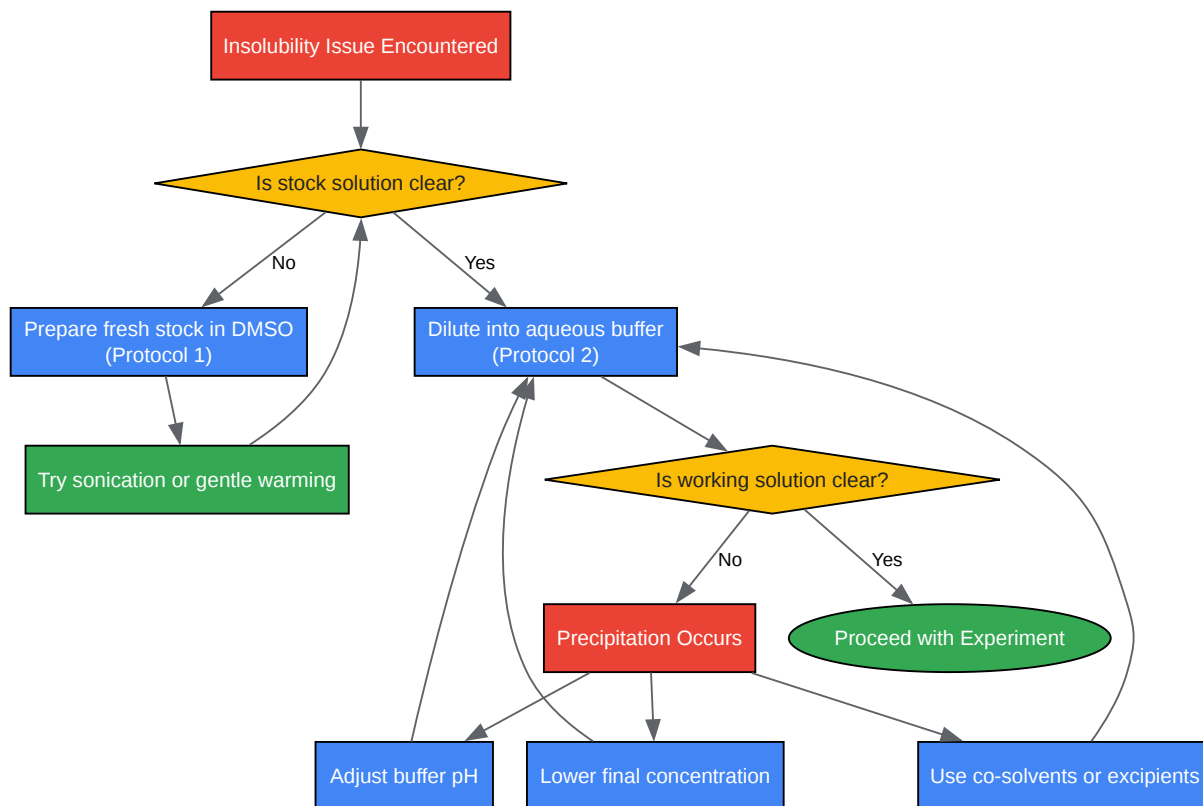 Insolubility Issue Encountered
Is stock solution clear?
No
Yes
Prepare fresh stock in DMSO
(Protocol 1)
Dilute into aqueous buffer
(Protocol 2)
Try sonication or gentle warming
Is working solution clear?
No
Yes
Precipitation Occurs
Proceed with Experiment
Adjust buffer pH
Lower final concentration
Use co-solvents or excipients